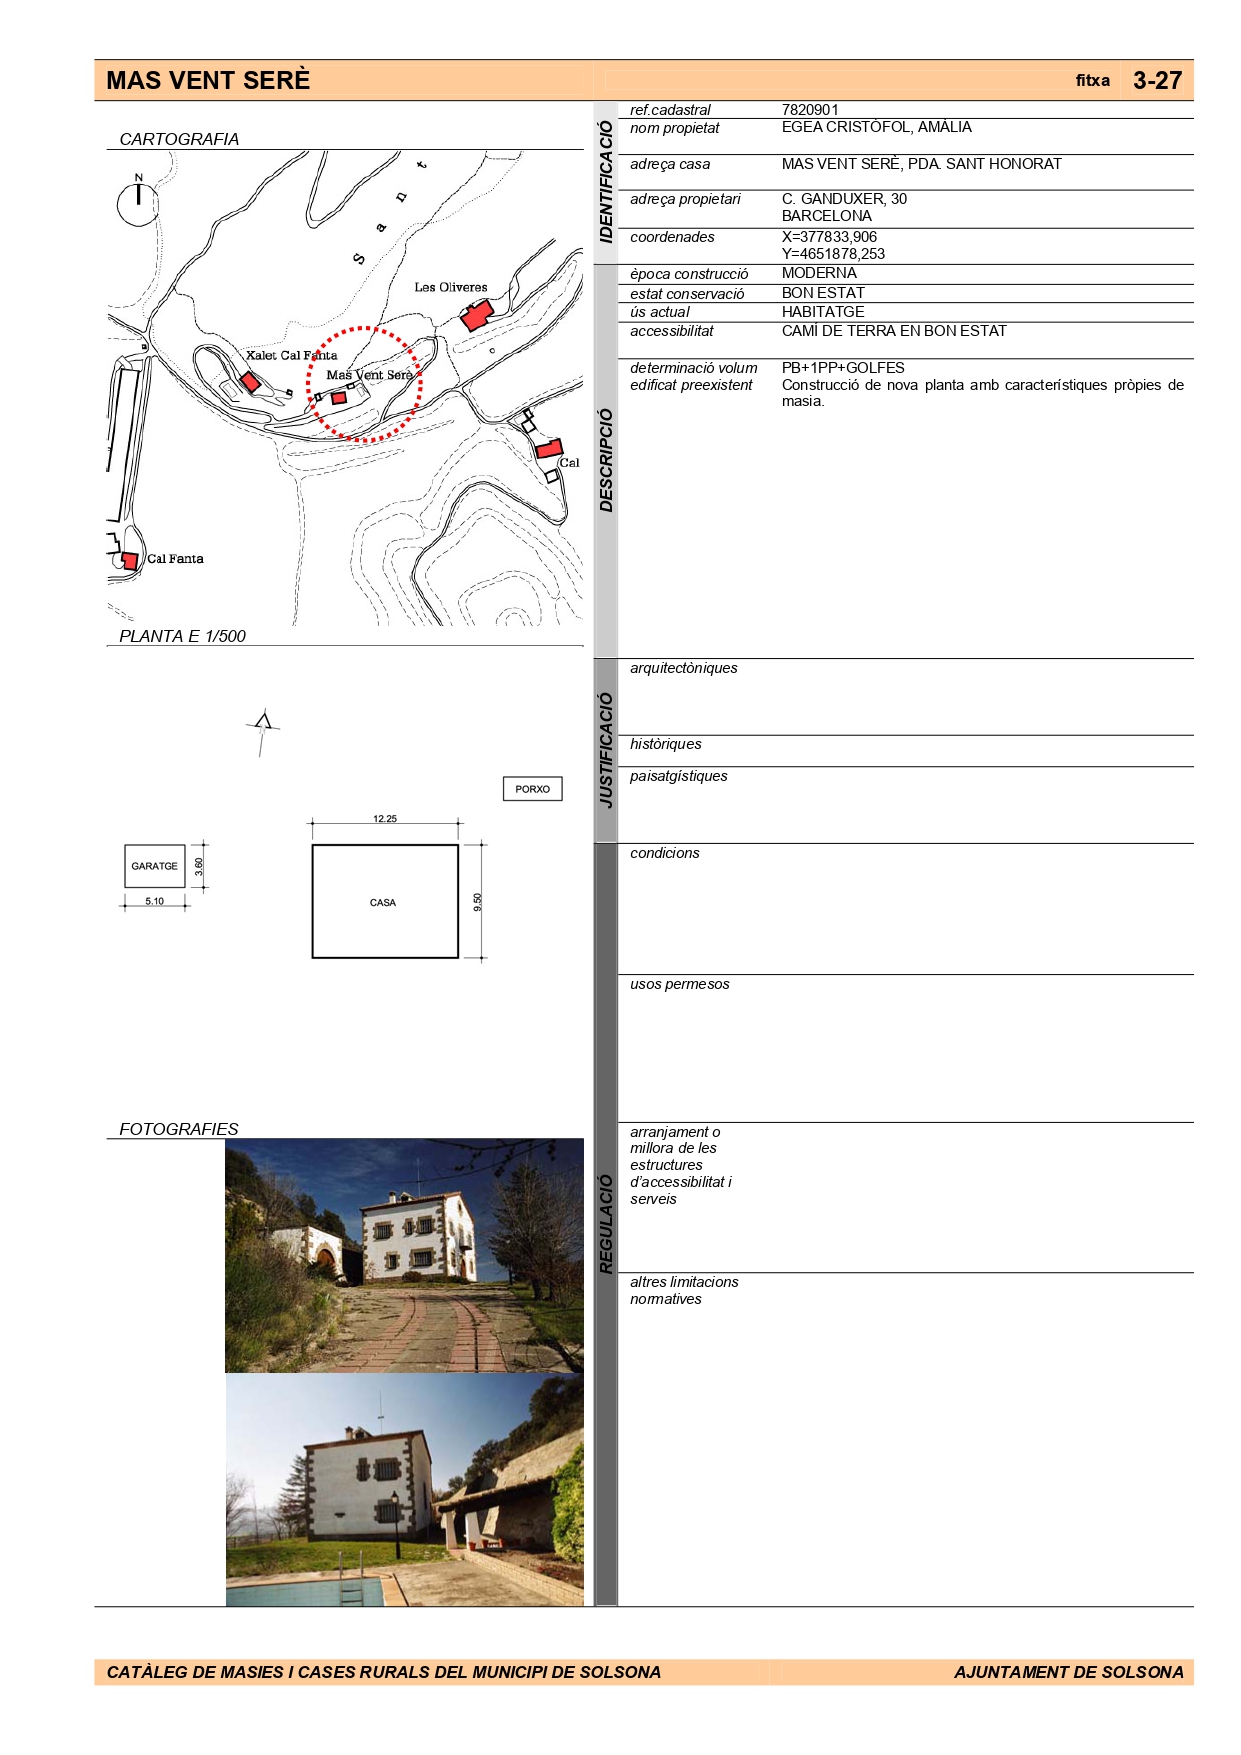 MAS VENT SERÈ
fitxa 3-27
CARTOGRAFIA
N
Sant
Les Oliveres
Xalet Cal Fanta
Mas Vent Serè
Cal
Cal Fanta
PLANTA E 1/500
N
PORXO
12.25
GARATGE
3.60
5.10
CASA
9.50
FOTOGRAFIES
IDENTIFICACIÓ
ref.cadastral 7820901
nom propietat EGEA CRISTÒFOL, AMÀLIA
adreça casa MAS VENT SERÈ, PDA. SANT HONORAT
adreça propietari C. GANDUXER, 30
BARCELONA
coordenades X=377833,906
Y=4651878,253
DESCRIPCIÓ
època construcció MODERNA
estat conservació BON ESTAT
ús actual HABITATGE
accessibilitat CAMÍ DE TERRA EN BON ESTAT
determinació volum PB+1PP+GOLFES
edificat preexistent Construcció de nova planta amb característiques pròpies de
masia.
JUSTIFICACIÓ
arquitectòniques
històriques
paisatgístiques
REGULACIÓ
condicions
usos permesos
arranjament o
millora de les
estructures
d'accessibilitat i
serveis
altres limitacions
normatives
CATÀLEG DE MASIES I CASES RURALS DEL MUNICIPI DE SOLSONA
AJUNTAMENT DE SOLSONA